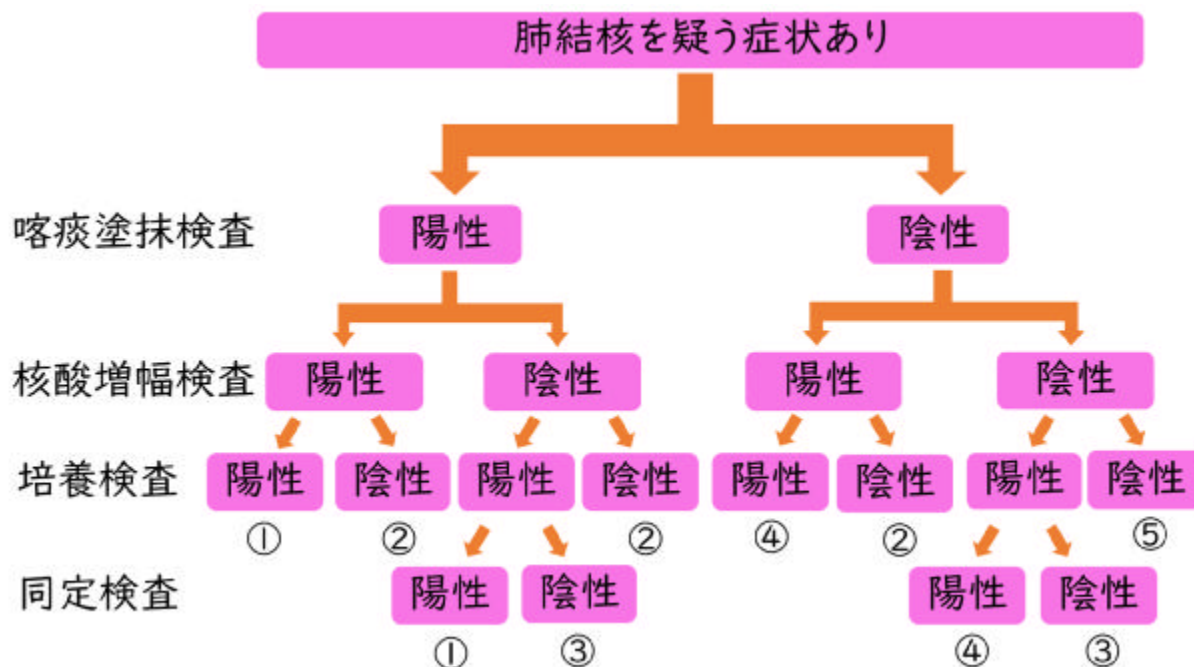 肺結核を疑う症状あり
喀痰塗抹検査 陽性 陰性
核酸増幅検査 陽性 陰性 陽性 陰性
培養検査 陽性 陰性 陽性 陰性 陽性 陰性 陽性 陰性
① ② ② ④ ② ⑤
同定検査 陽性 陰性 陽性 陰性
① ③ ④ ③